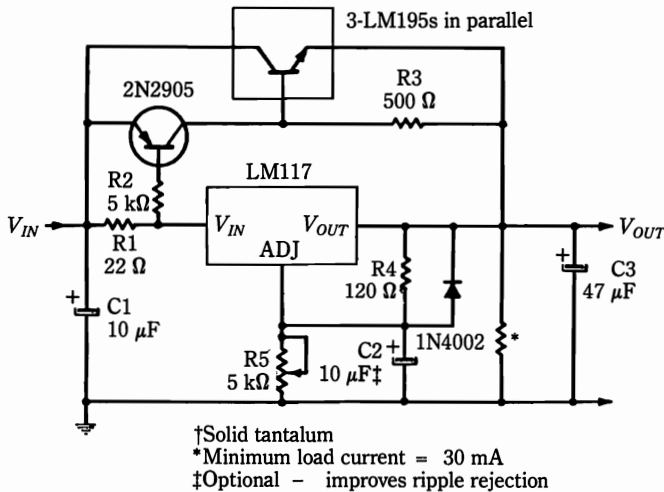 3-LM195s in parallel
2N2905
R3
500 Ω
LM117
R2
5 kΩ
V_IN
R1
22 Ω
V_IN
V_OUT
ADJ
V_OUT
R4
120 Ω
C3
47 μF
+
+
C1
10 μF
1N4002
*
R5
5 kΩ
C2
+
10 μF‡
†Solid tantalum
*Minimum load current = 30 mA
‡Optional – improves ripple rejection